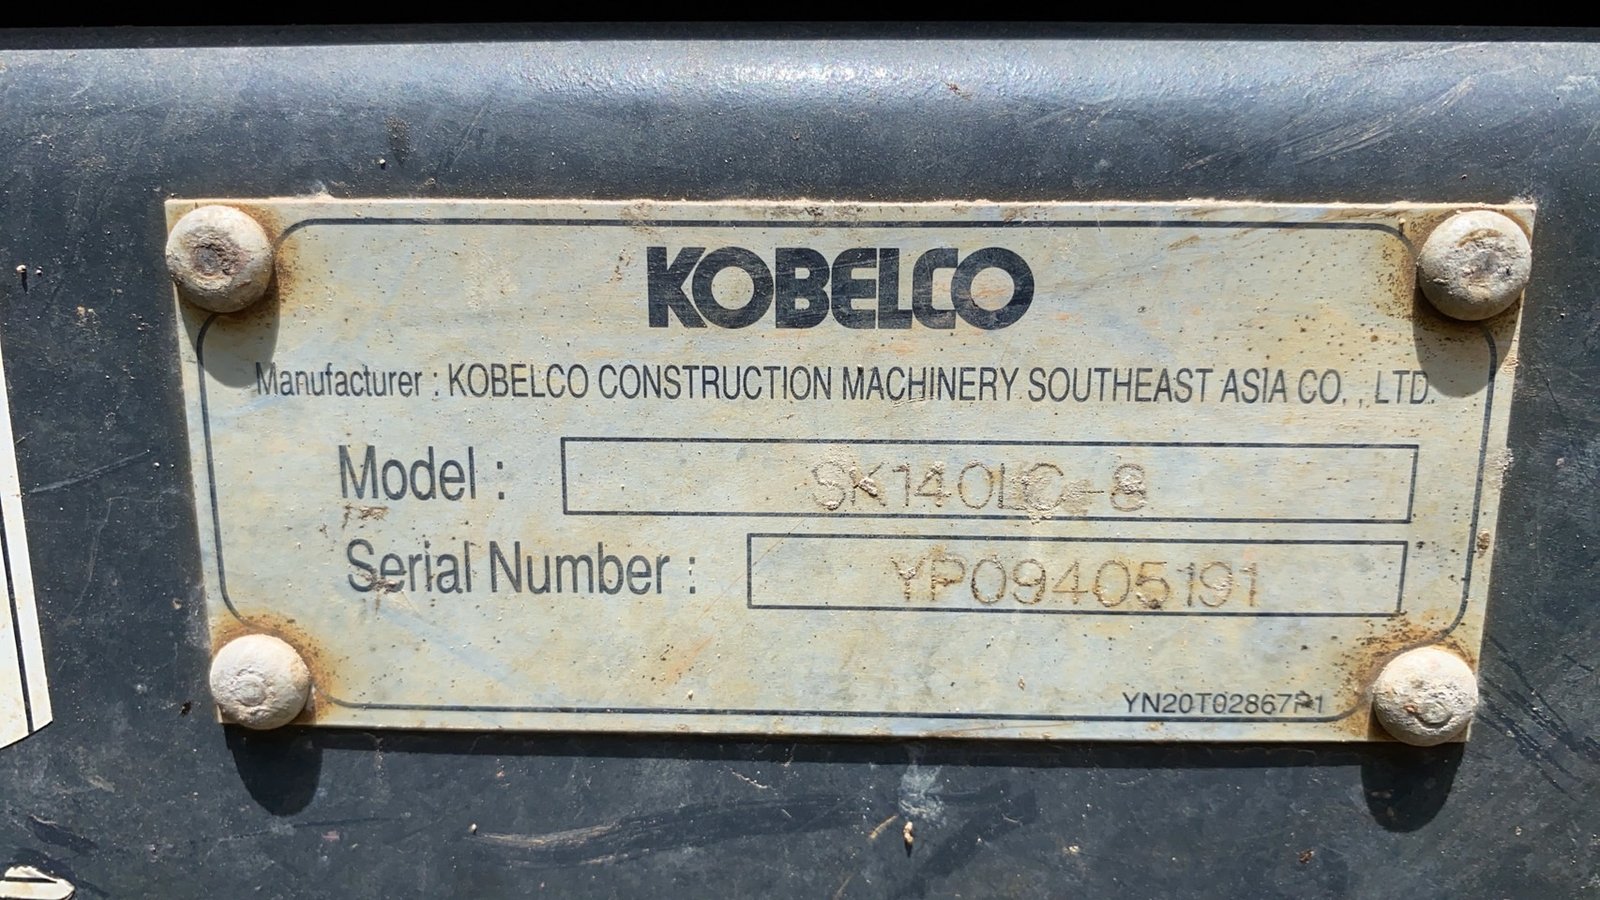 KOBELCO
Manufacturer : KOBELCO CONSTRUCTION MACHINERY SOUTHEAST ASIA CO. , LTD.
Model : SK140LC-8
Serial Number : YP09405191
YN20T02867P1